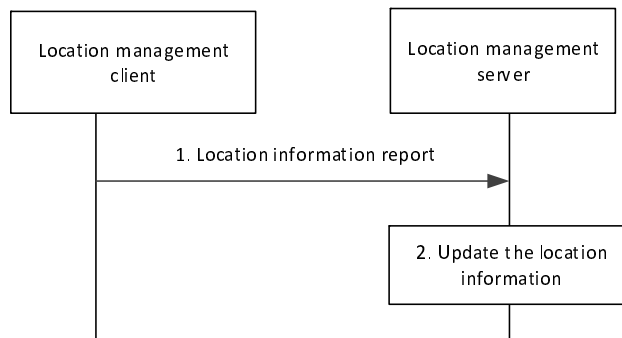 Location management
client
Location management
server
1. Location information report
2. Update the location
information